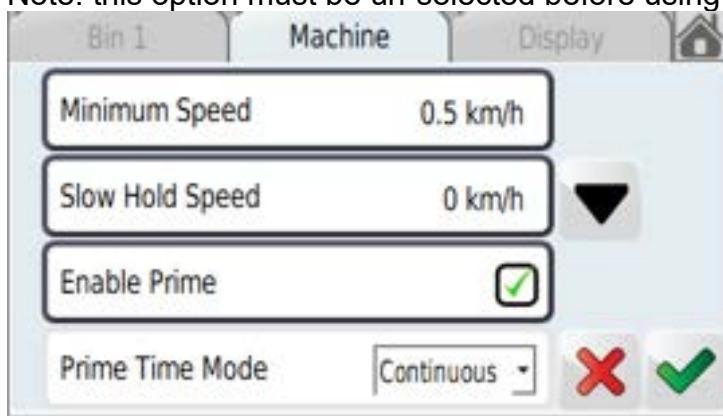 Note: this option must be un-selected before using
Bin 1 Machine Display
Minimum Speed 0.5 km/h
Slow Hold Speed 0 km/h
Enable Prime
Prime Time Mode Continuous